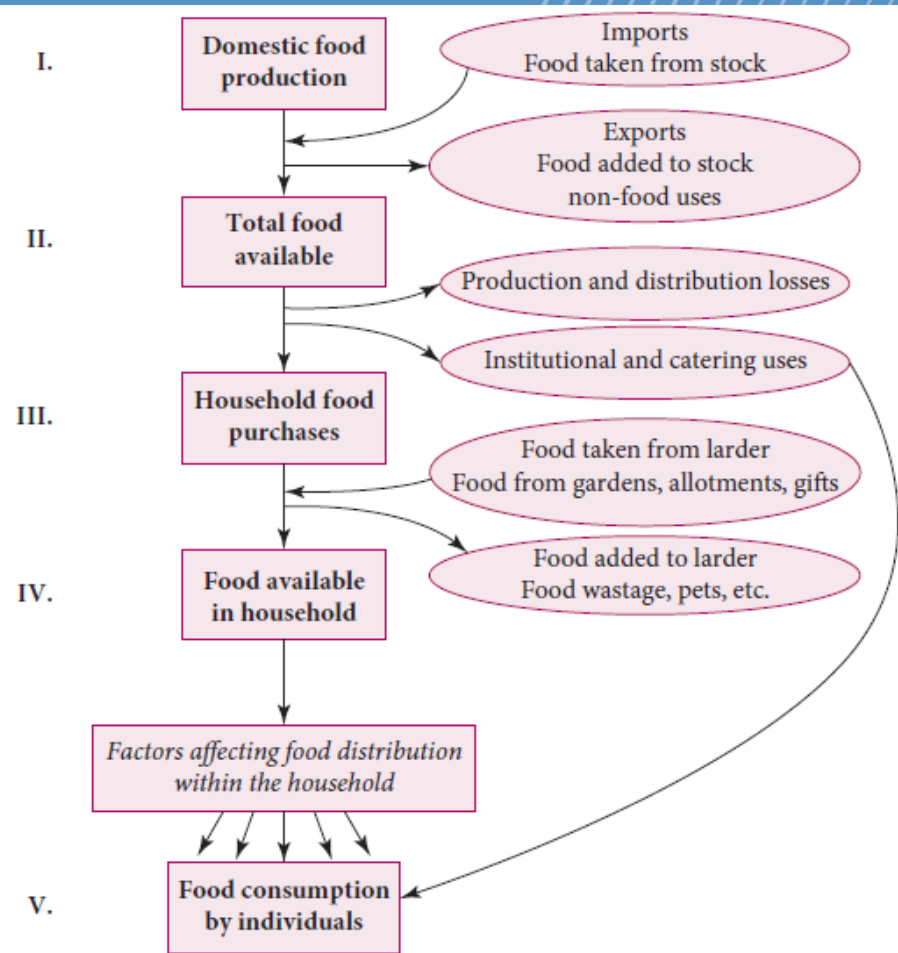 I.
Domestic food
production
Imports
Food taken from stock
Exports
Food added to stock
non-food uses
II.
Total food
available
Production and distribution losses
Institutional and catering uses
III.
Household food
purchases
Food taken from larder
Food from gardens, allotments, gifts
Food added to larder
Food wastage, pets, etc.
IV.
Food available
in household
Factors affecting food distribution
within the household
V.
Food consumption
by individuals